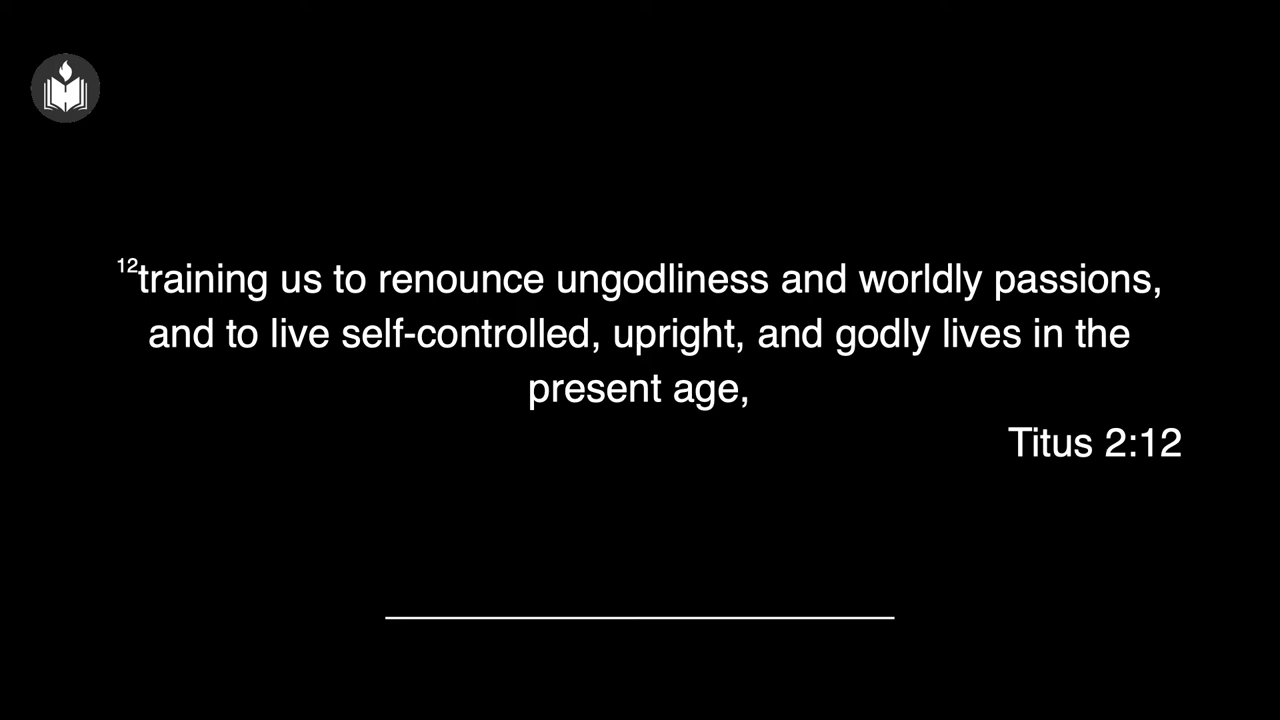 12training us to renounce ungodliness and worldly passions,
and to live self-controlled, upright, and godly lives in the
present age,
Titus 2:12